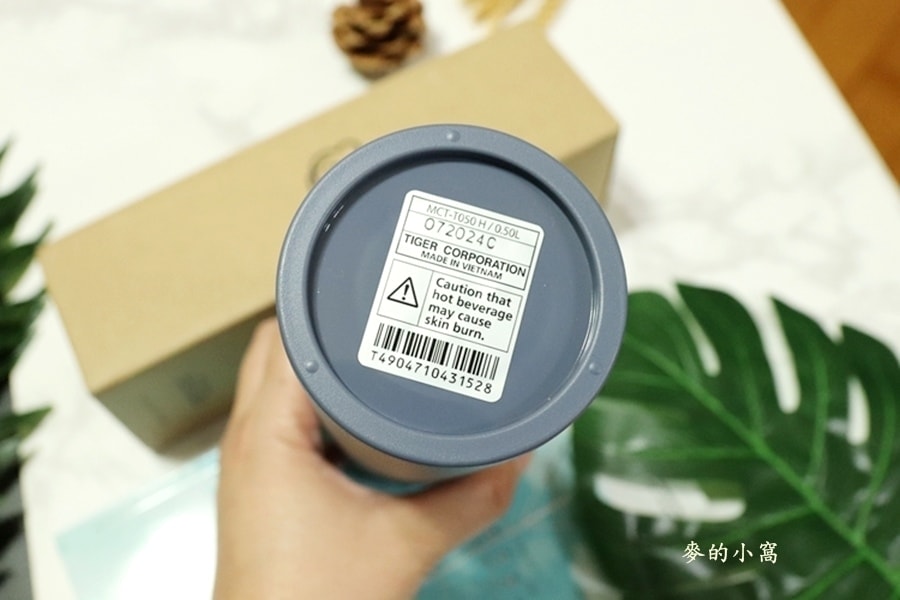 MCT-T050 H / 0.50L
072024C
TIGER CORPORATION
MADE IN VIETNAM
Caution that
hot beverage
may cause
skin burn.
T4904710431528
麥的小窩